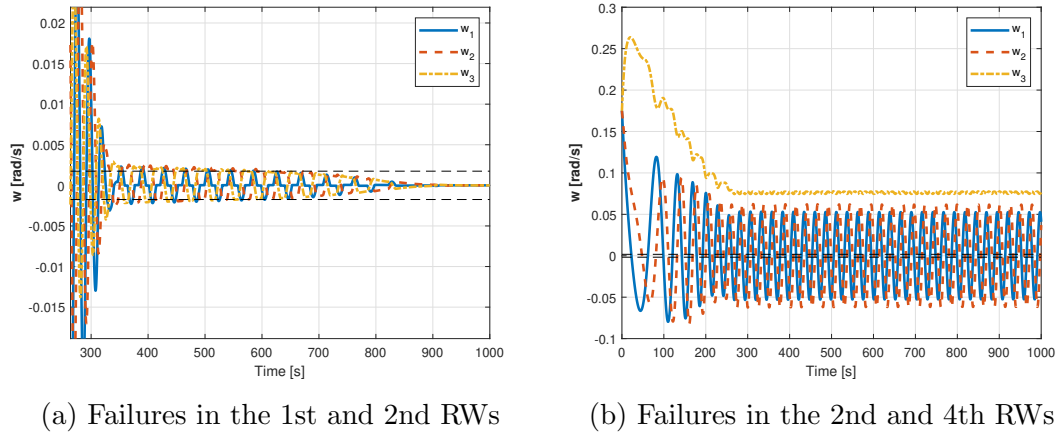 0.02
0.015
0.01
0.005
0
-0.005
-0.01
-0.015
w [rad/s]
300 400 500 600 700 800 900 1000
Time [s]
w1
w2
w3
(a) Failures in the 1st and 2nd RWs
0.3
0.25
0.2
0.15
0.1
0.05
0
-0.05
-0.1
w [rad/s]
0 100 200 300 400 500 600 700 800 900 1000
Time [s]
w1
w2
w3
(b) Failures in the 2nd and 4th RWs